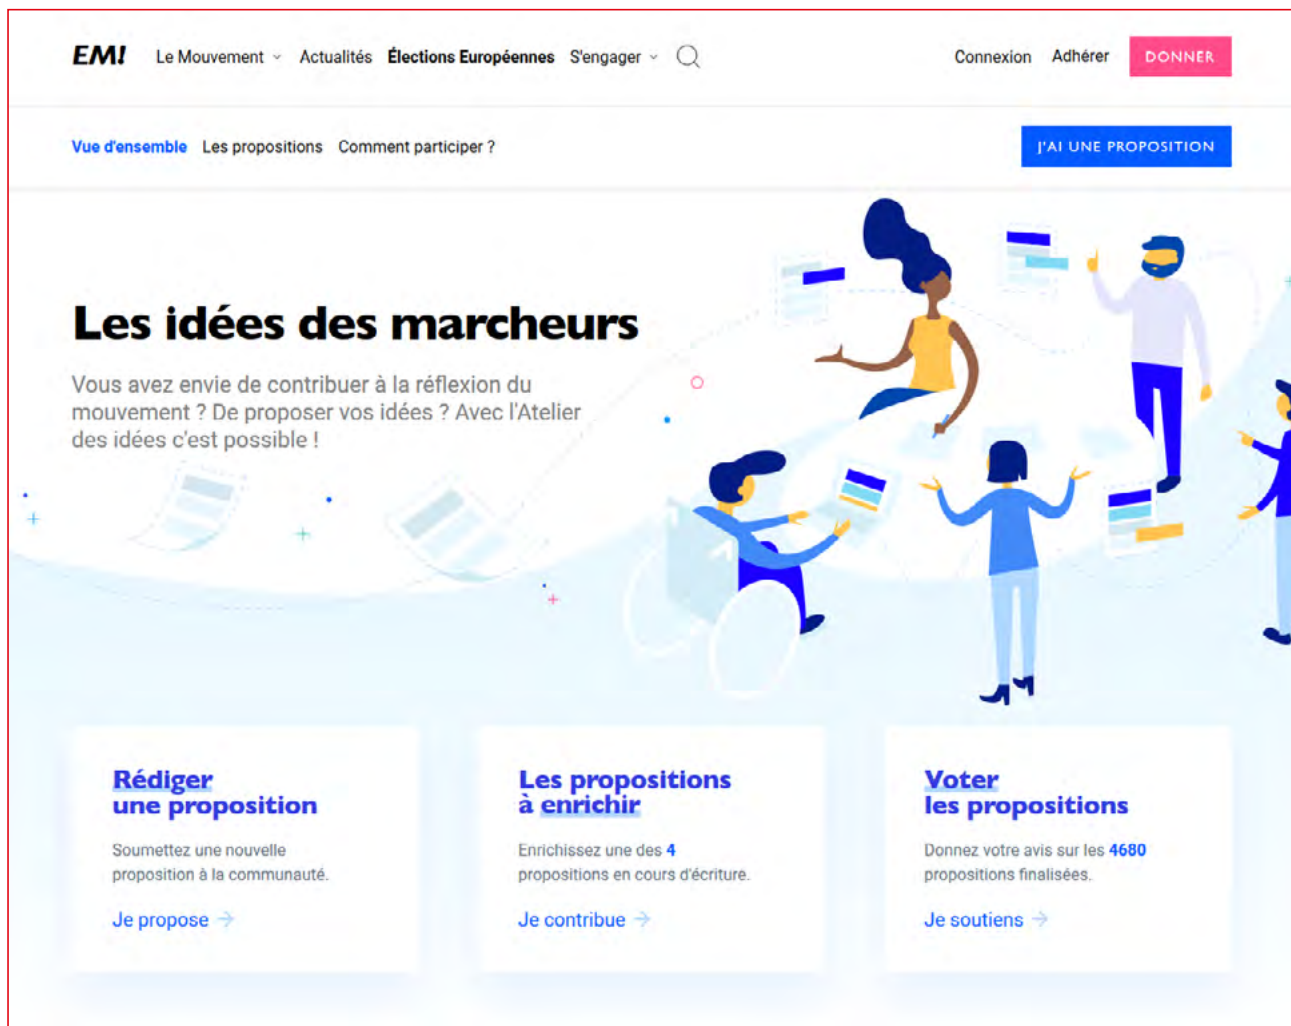 EM! Le Mouvement Actualités Élections Européennes S'engager Connexion Adhérer DONNER
Vue d'ensemble Les propositions Comment participer ? J'AI UNE PROPOSITION
Les idées des marcheurs
Vous avez envie de contribuer à la réflexion du
mouvement ? De proposer vos idées ? Avec l'Atelier
des idées c'est possible !
Rédiger
une proposition
Soumettez une nouvelle
proposition à la communauté.
Je propose →
Les propositions
à enrichir
Enrichissez une des 4
propositions en cours d'écriture.
Je contribue →
Voter
les propositions
Donnez votre avis sur les 4680
propositions finalisées.
Je soutiens →